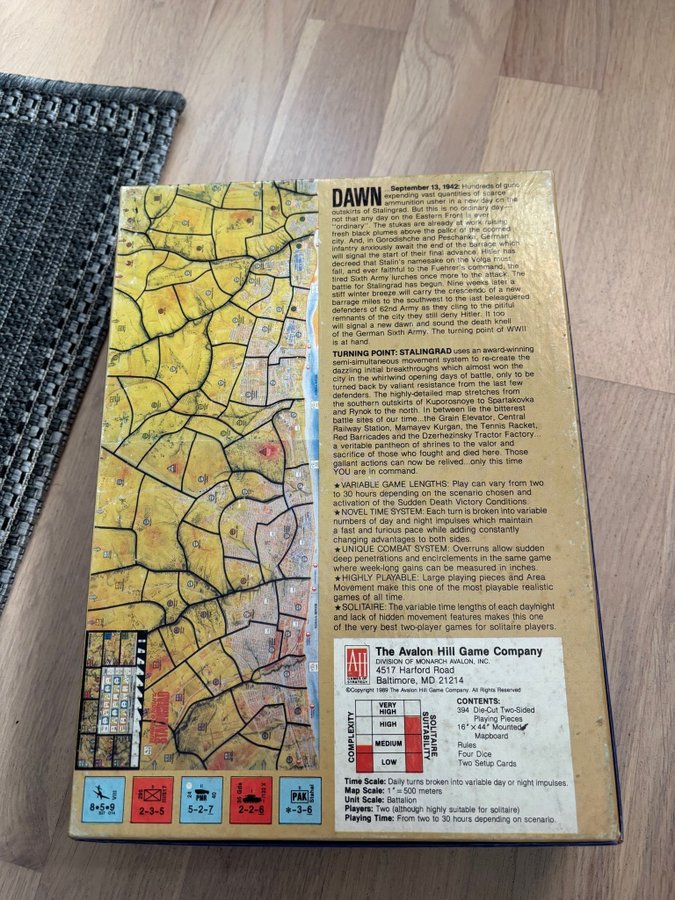 DAWN
September 13, 1942: Hundreds of guns
expending vast quantities of scarce
ammunition usher in a new day on the
outskirts of Stalingrad. But this is no ordinary day—
not that any day on the Eastern Front is ever
"ordinary". The stukas are already at work raising
fresh black plumes above the pallor of the doomed
city. And, in Gorodishche and Peschanka, German
infantry anxiously await the end of the barrage which
will signal the start of their final advance. Hitler has
decreed that Stalin's namesake on the Volga must
fall, and ever faithful to the Fuehrer's command, the
tired Sixth Army lurches once more to the attack. The
battle for Stalingrad has begun. Nine weeks later a
stiff winter breeze will carry the crescendo of a new
barrage miles to the southwest to the last beleaguered
defenders of 62nd Army as they cling to the pitiful
remnants of the city they still deny Hitler. It too
will signal a new dawn and sound the death knell
of the German Sixth Army. The turning point of WWII
is at hand.
TURNING POINT: STALINGRAD uses an award-winning
semi-simultaneous movement system to re-create the
dazzling initial breakthroughs which almost won the
city in the whirlwind opening days of battle, only to be
turned back by valiant resistance from the last few
defenders. The highly-detailed map stretches from
the southern outskirts of Kuporosnoye to Spartakovka
and Rynok to the north. In between lie the bitterest
battle sites of our time...the Grain Elevator, Central
Railway Station, Mamayev Kurgan, the Tennis Racket,
Red Barricades and the Dzerhezinsky Tractor Factory...
a veritable pantheon of shrines to the valor and
sacrifice of those who fought and died here. Those
gallant actions can now be relived...only this time
YOU are in command.
★VARIABLE GAME LENGTHS: Play can vary from two
to 30 hours depending on the scenario chosen and
activation of the Sudden Death Victory Conditions.
★NOVEL TIME SYSTEM: Each turn is broken into variable
numbers of day and night impulses which maintain
a fast and furious pace while adding constantly
changing advantages to both sides.
★UNIQUE COMBAT SYSTEM: Overruns allow sudden
deep penetrations and encirclements in the same game
where week-long gains can be measured in inches.
★HIGHLY PLAYABLE: Large playing pieces and Area
Movement make this one of the most playable realistic
games of all time.
★SOLITAIRE: The variable time lengths of each day/night
and lack of hidden movement features makes this one
of the very best two-player games for solitaire players.
AH
GAMES OF STRATEGY
The Avalon Hill Game Company
DIVISION OF MONARCH AVALON, INC.
4517 Harford Road
Baltimore, MD 21214
©Copyright 1989 The Avalon Hill Game Company. All Rights Reserved
COMPLEXITY
VERY HIGH
HIGH
MEDIUM
LOW
SOLITAIRE SUITABILITY
CONTENTS:
394 Die-Cut Two-Sided
Playing Pieces
16" × 44" Mounted
Mapboard
Rules
Four Dice
Two Setup Cards
Time Scale: Daily turns broken into variable day or night impulses.
Map Scale: 1" = 500 meters
Unit Scale: Battalion
Players: Two (although highly suitable for solitaire)
Playing Time: From two to 30 hours depending on scenario.
STALINGRAD
VIII
8•5•9
2-3-5
24
PNR
40
5-2-7
2-2-6
PAK
*-3-6